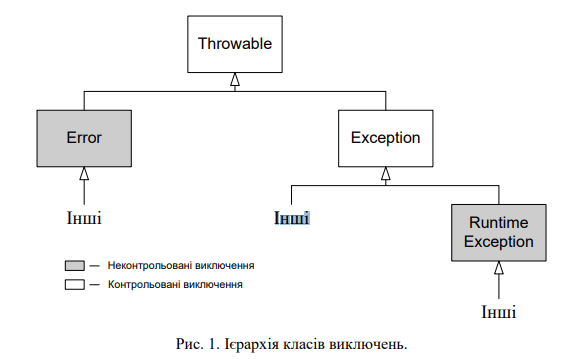 Throwable
Error
Exception
Інші
Інші
Runtime
Exception
Інші
— Неконтрольовані виключення
— Контрольовані виключення
Рис. 1. Ієрархія класів виключень.